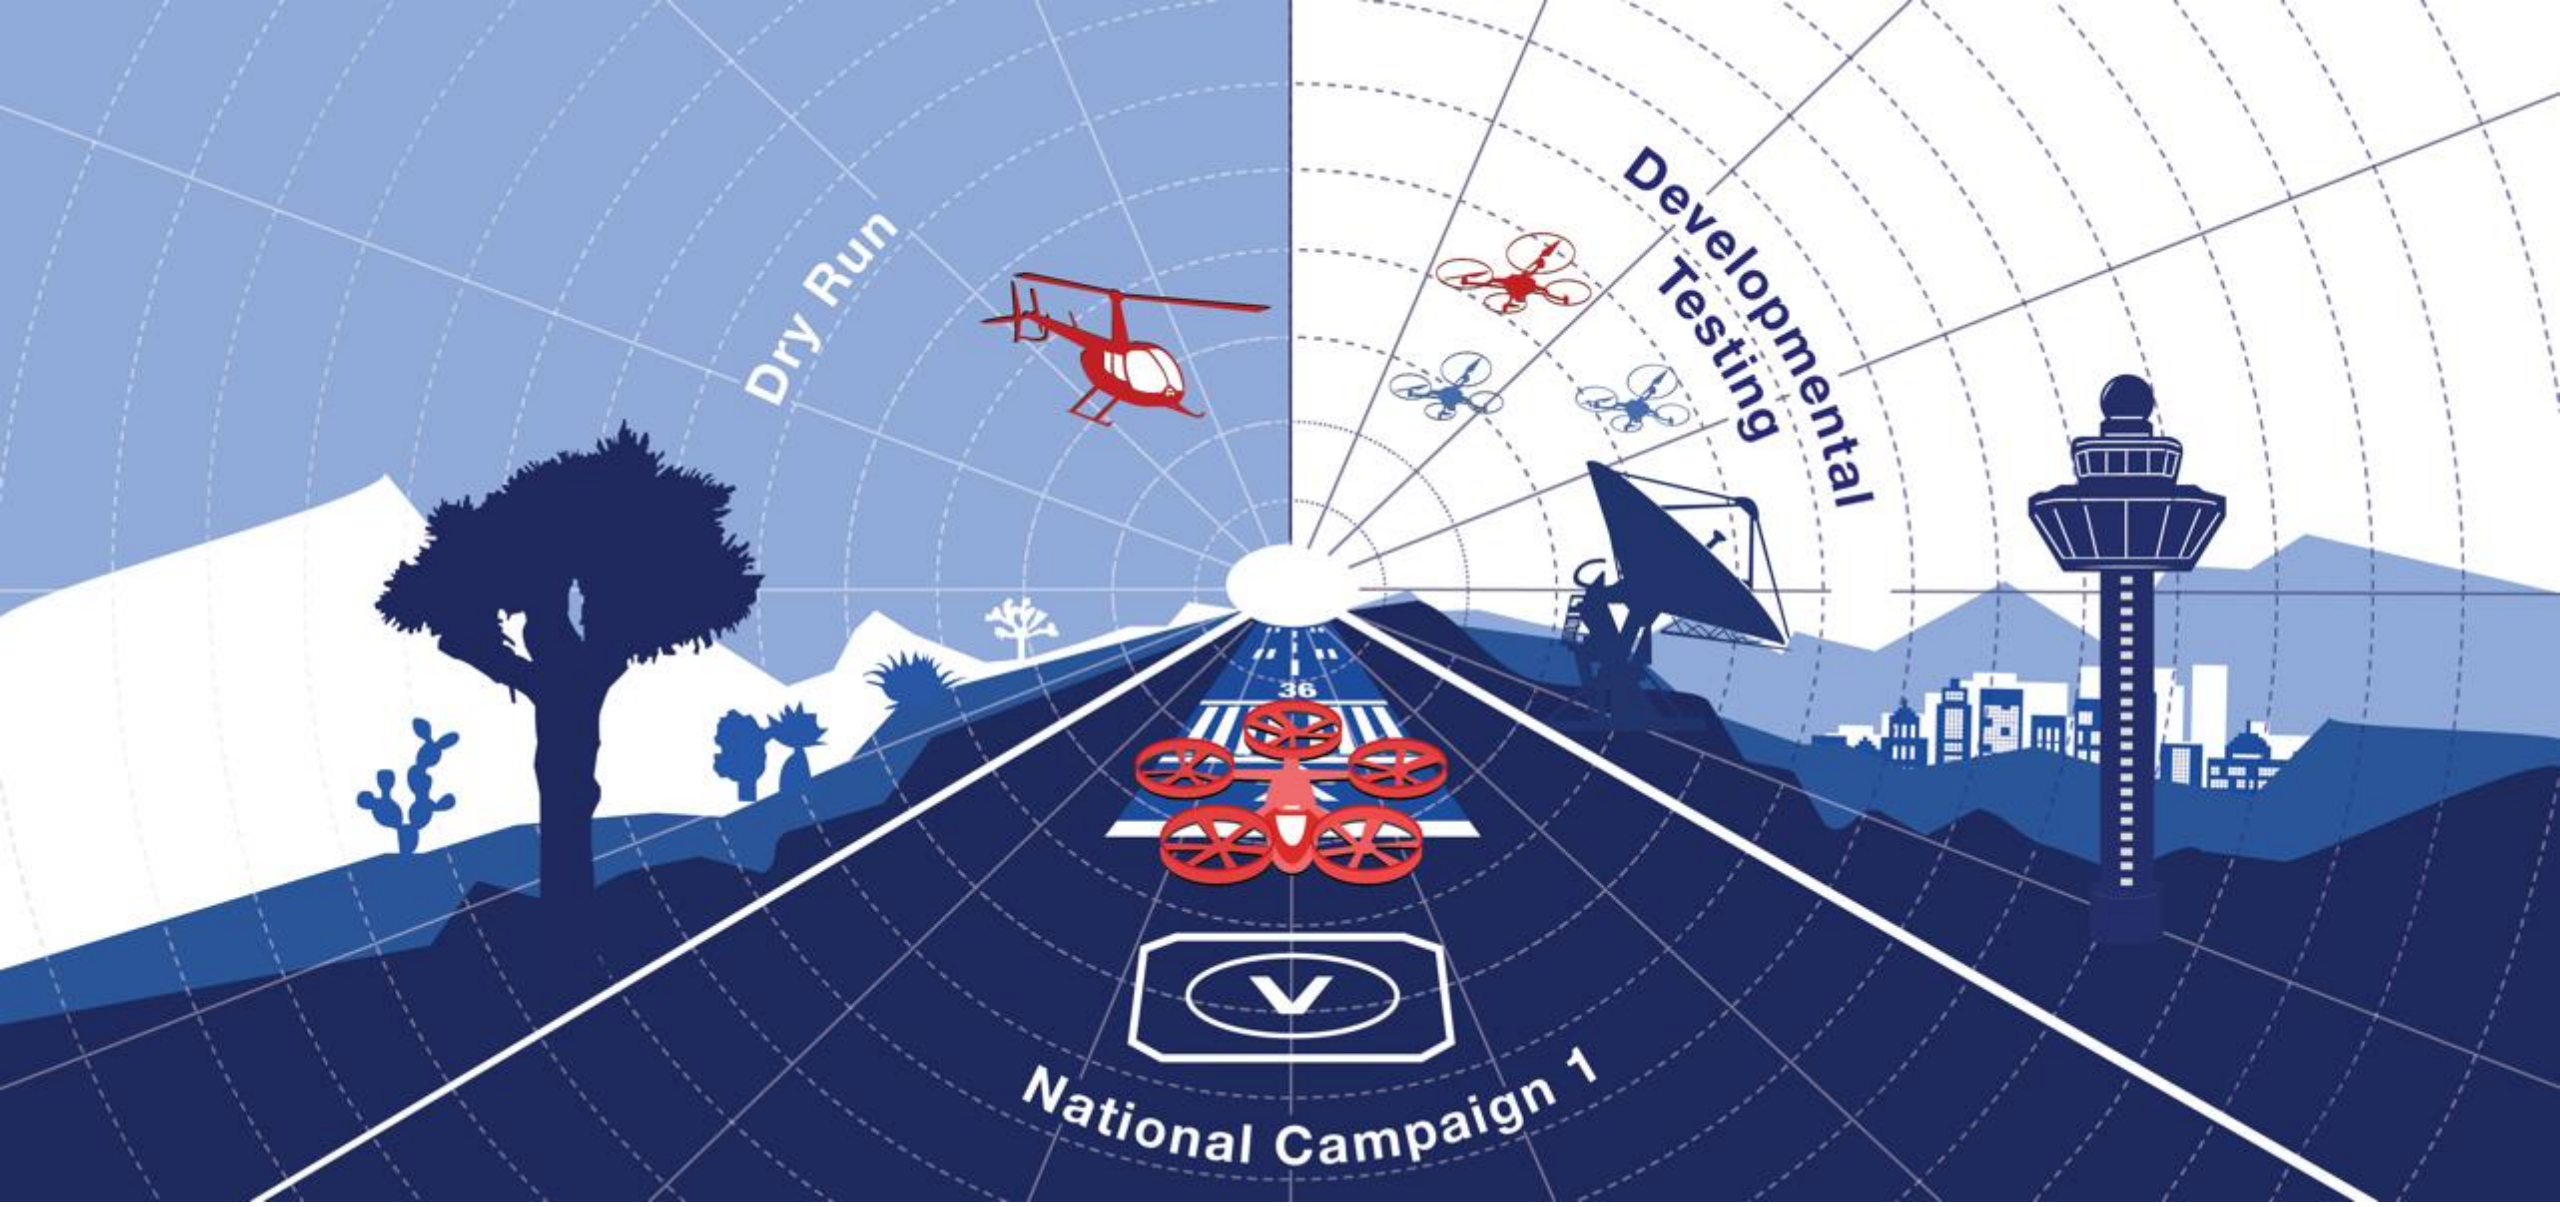 Dry Run
Developmental
Testing
36
V
National Campaign 1